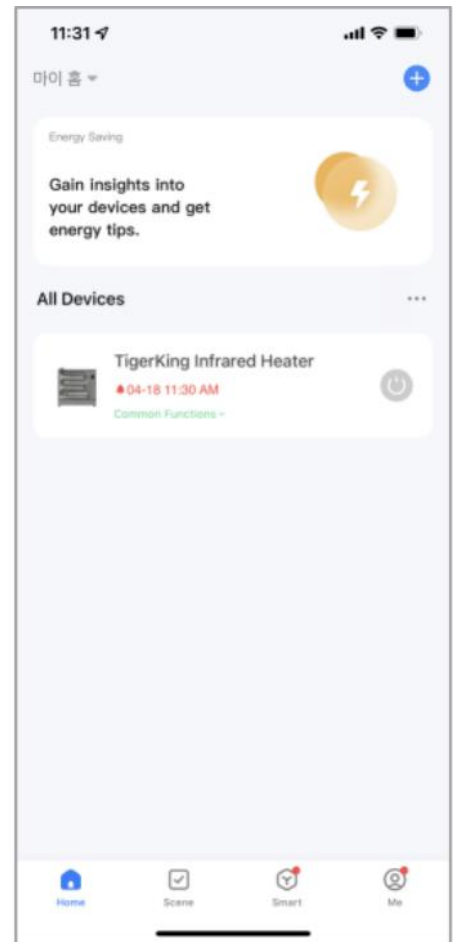 11:31
마이 홈
Energy Saving
Gain insights into
your devices and get
energy tips.
All Devices
TigerKing Infrared Heater
04-18 11:30 AM
Common Functions
Home
Scene
Smart
Me